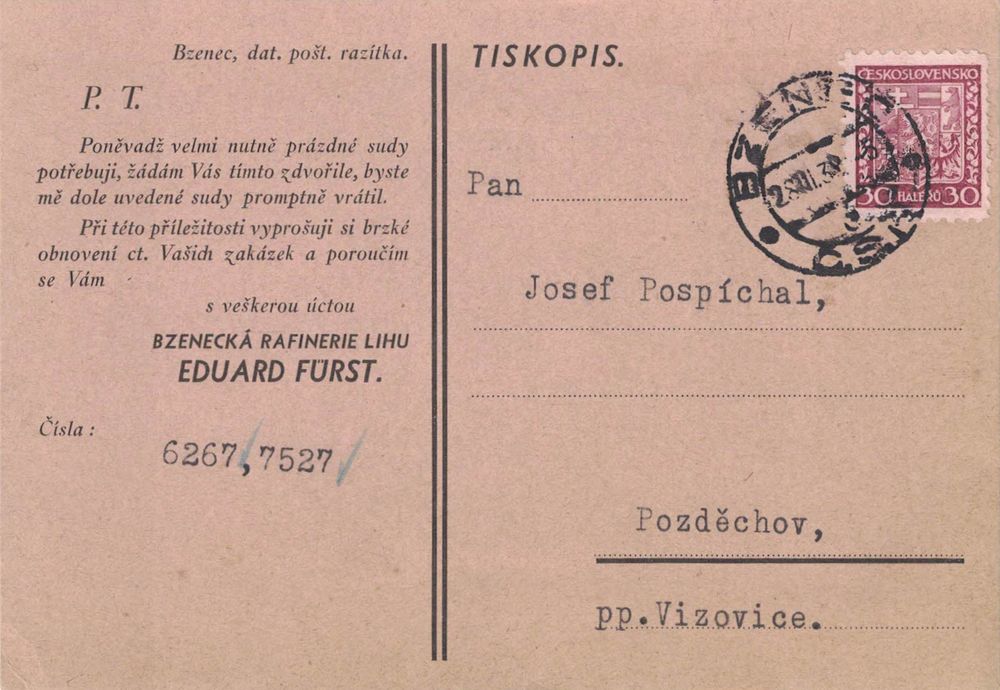 Bzenec, dat. pošt. razítka.
P. T.
Poněvadž velmi nutně prázdné sudy
potřebuji, žádám Vás tímto zdvořile, byste
mě dole uvedené sudy promptně vrátil.
Při této příležitosti vyprošuji si brzké
obnovení ct. Vašich zakázek a poroučím
se Vám
s veškerou úctou
BZENECKÁ RAFINERIE LIHU
EDUARD FÜRST.
Čísla :
6267,7527
TISKOPIS.
ČESKOSLOVENSKO
30 HALÉŘŮ 30
Pan
Josef Pospíchal,
Pozděchov,
pp.Vizovice.